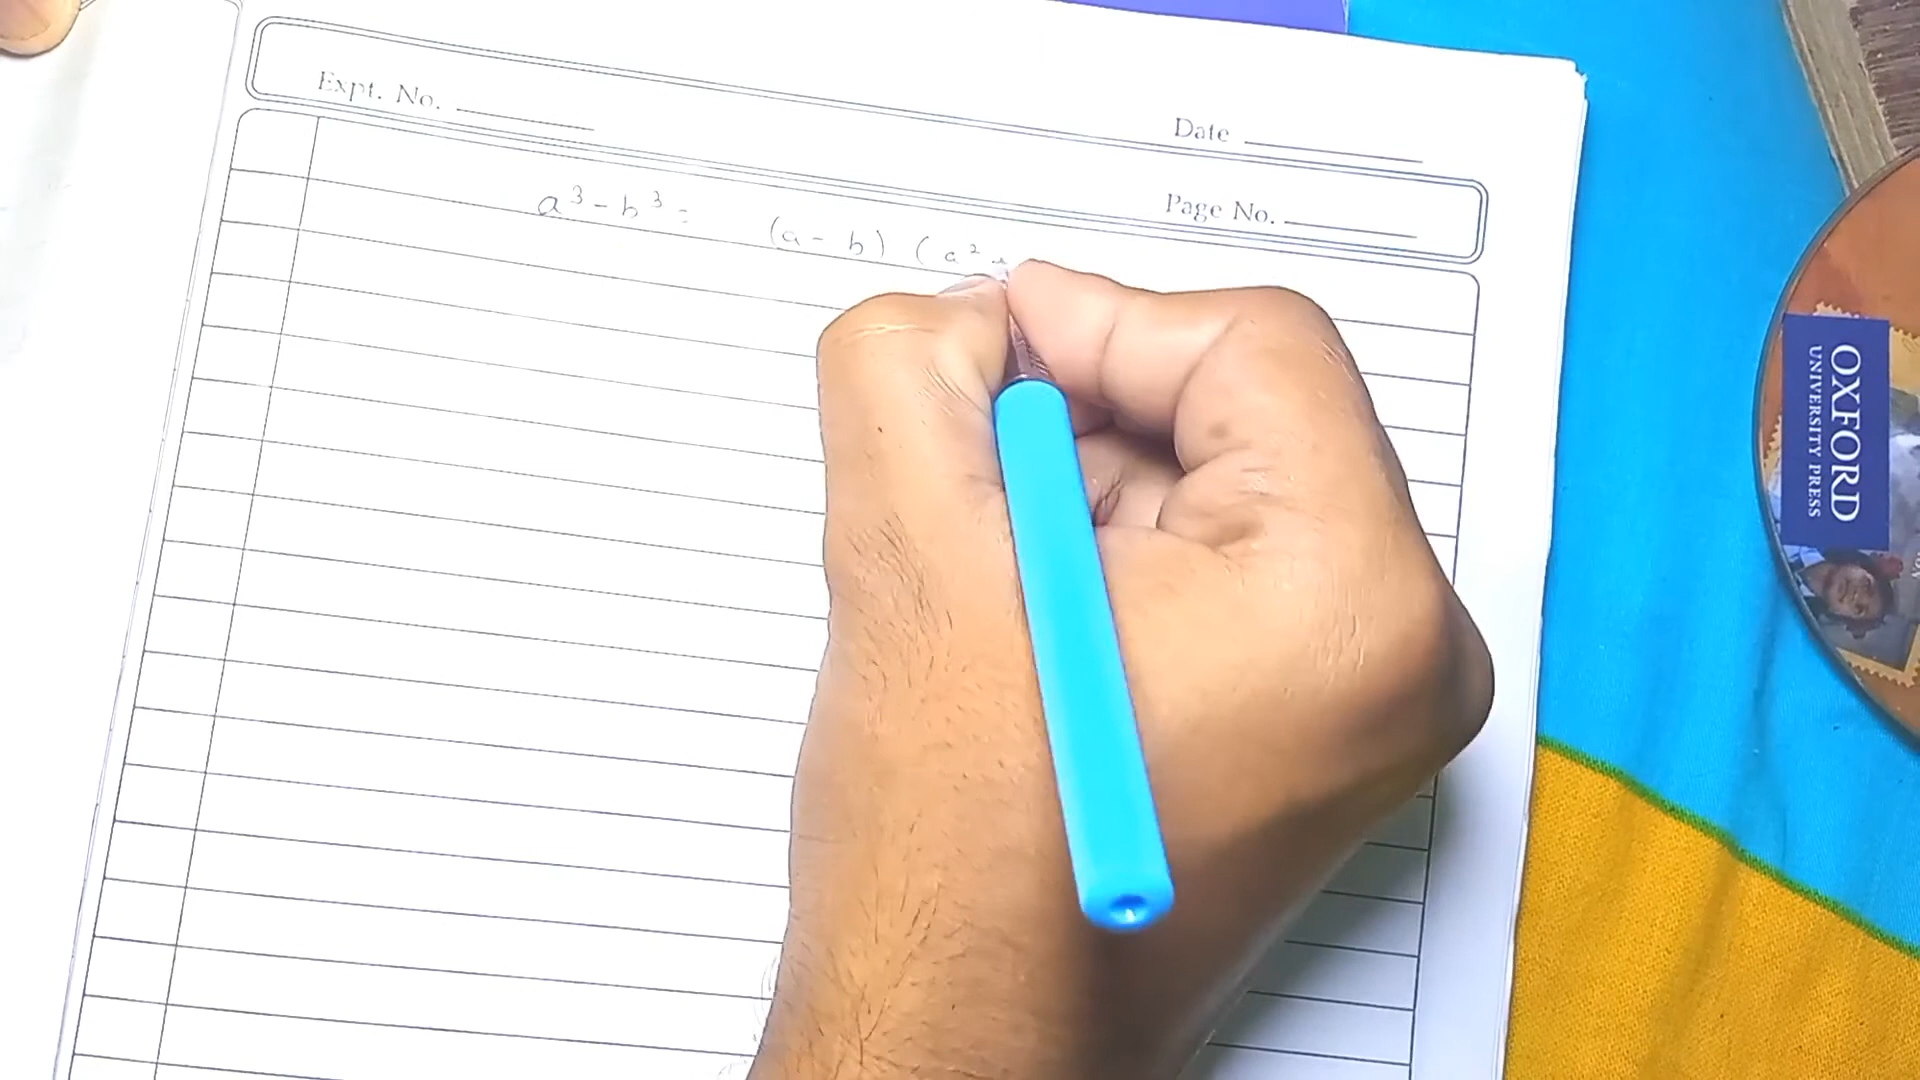 Expt. No.
Date
Page No.
a³ - b³ = (a - b) (a² +
OXFORD
UNIVERSITY PRESS